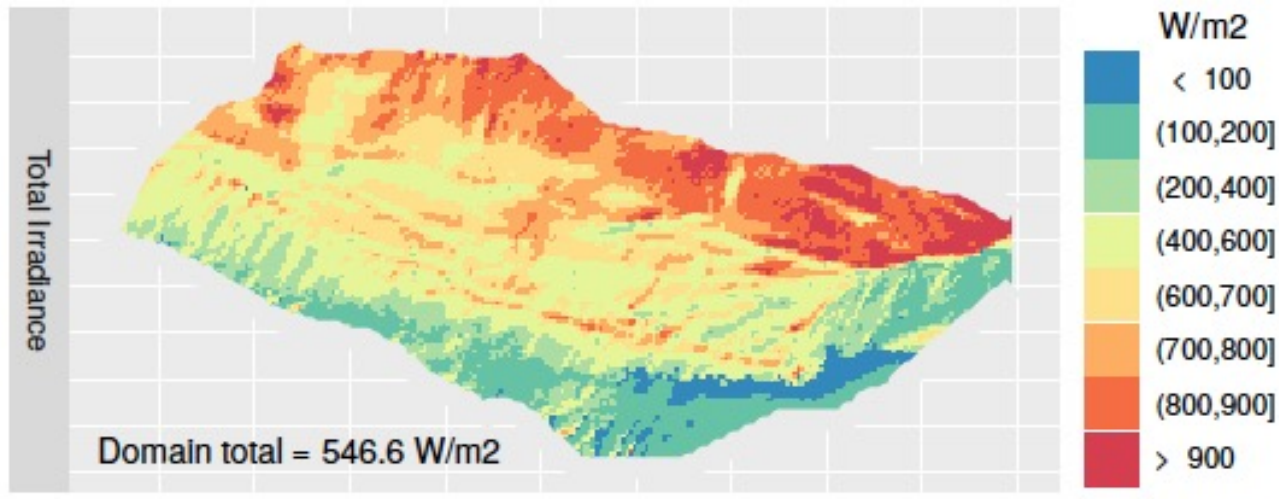 Total Irradiance
Domain total = 546.6 W/m2
W/m2
< 100
(100,200]
(200,400]
(400,600]
(600,700]
(700,800]
(800,900]
> 900